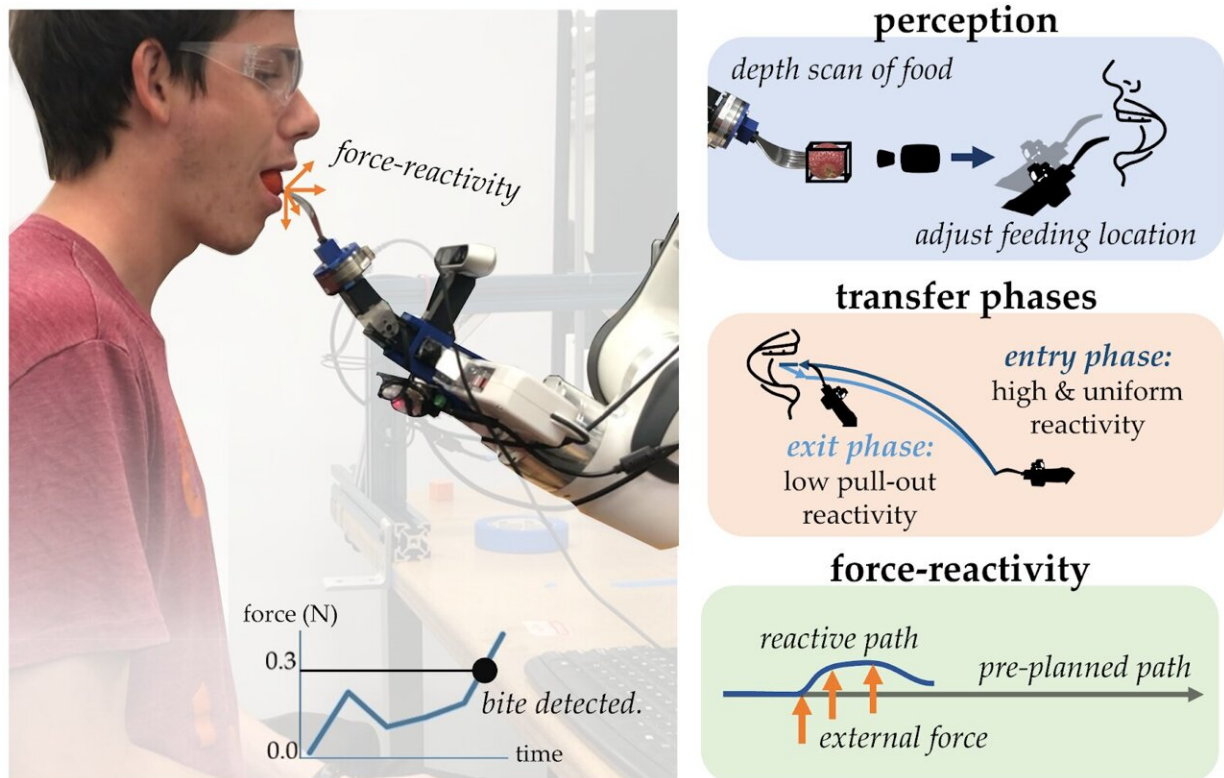 force-reactivity
force (N)
0.3
bite detected.
0.0
time
perception
depth scan of food
adjust feeding location
transfer phases
entry phase:
high & uniform
reactivity
exit phase:
low pull-out
reactivity
force-reactivity
reactive path
pre-planned path
external force